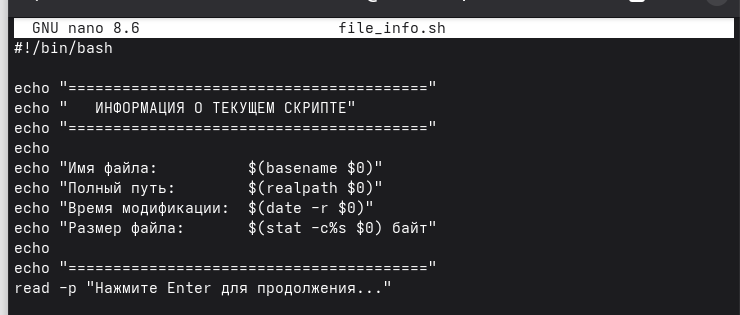 GNU nano 8.6 file_info.sh
#!/bin/bash
echo "========================================"
echo "   ИНФОРМАЦИЯ О ТЕКУЩЕМ СКРИПТЕ"
echo "========================================"
echo
echo "Имя файла:          $(basename $0)"
echo "Полный путь:        $(realpath $0)"
echo "Время модификации:  $(date -r $0)"
echo "Размер файла:       $(stat -c%s $0) байт"
echo
echo "========================================"
read -p "Нажмите Enter для продолжения..."